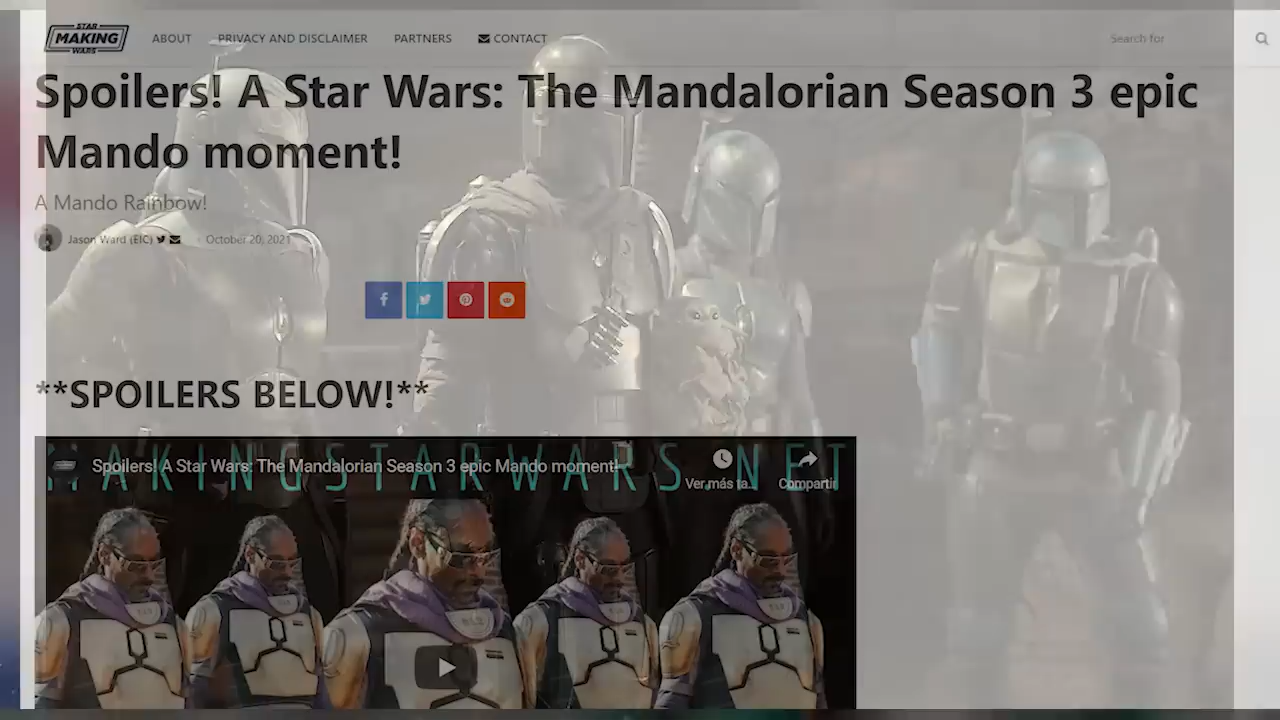 STAR
MAKING
WARS
ABOUT
PRIVACY AND DISCLAIMER
PARTNERS
CONTACT
Search for
Spoilers! A Star Wars: The Mandalorian Season 3 epic
Mando moment!
A Mando Rainbow!
Jason Ward (EIC)
October 20, 2021
**SPOILERS BELOW!**
MAKINGSTARWARS.NET
Spoilers! A Star Wars: The Mandalorian Season 3 epic Mando moment!
Ver más ta...
Compartir